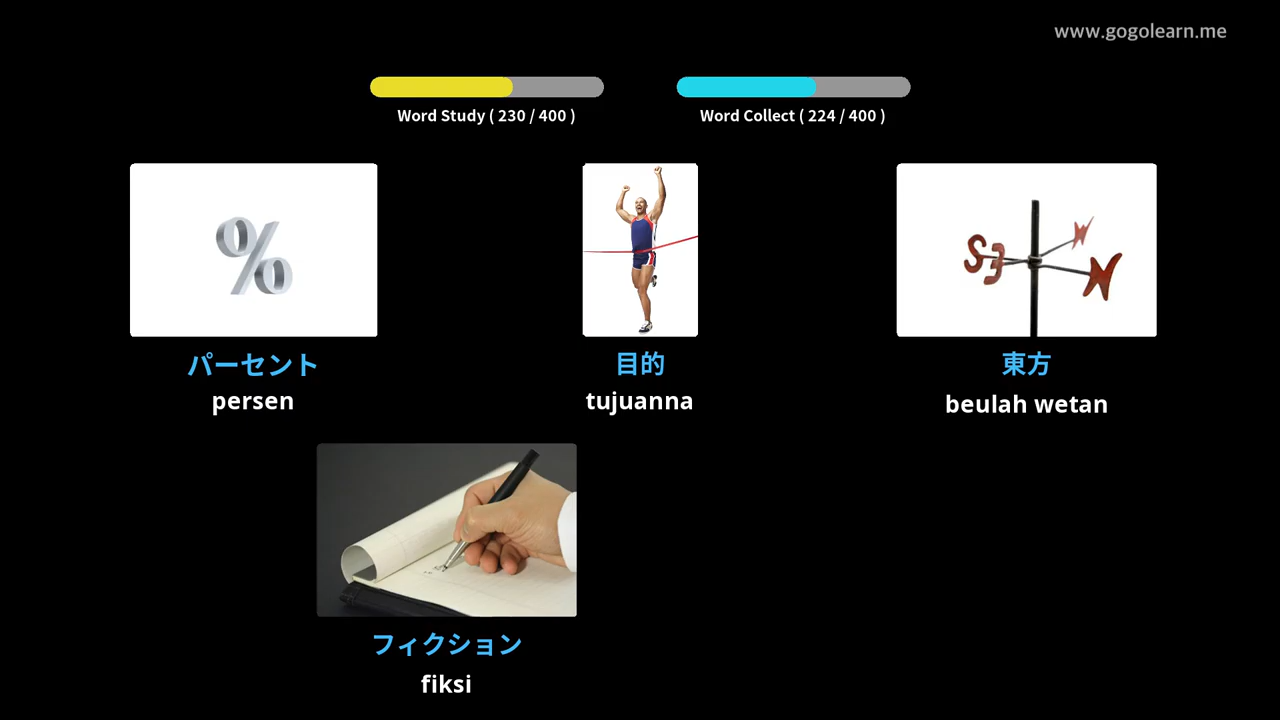 www.gogolearn.me
Word Study ( 230 / 400 )
Word Collect ( 224 / 400 )
%
S E N N
パーセント
目的
東方
persen
tujuanna
beulah wetan
フィクション
fiksi